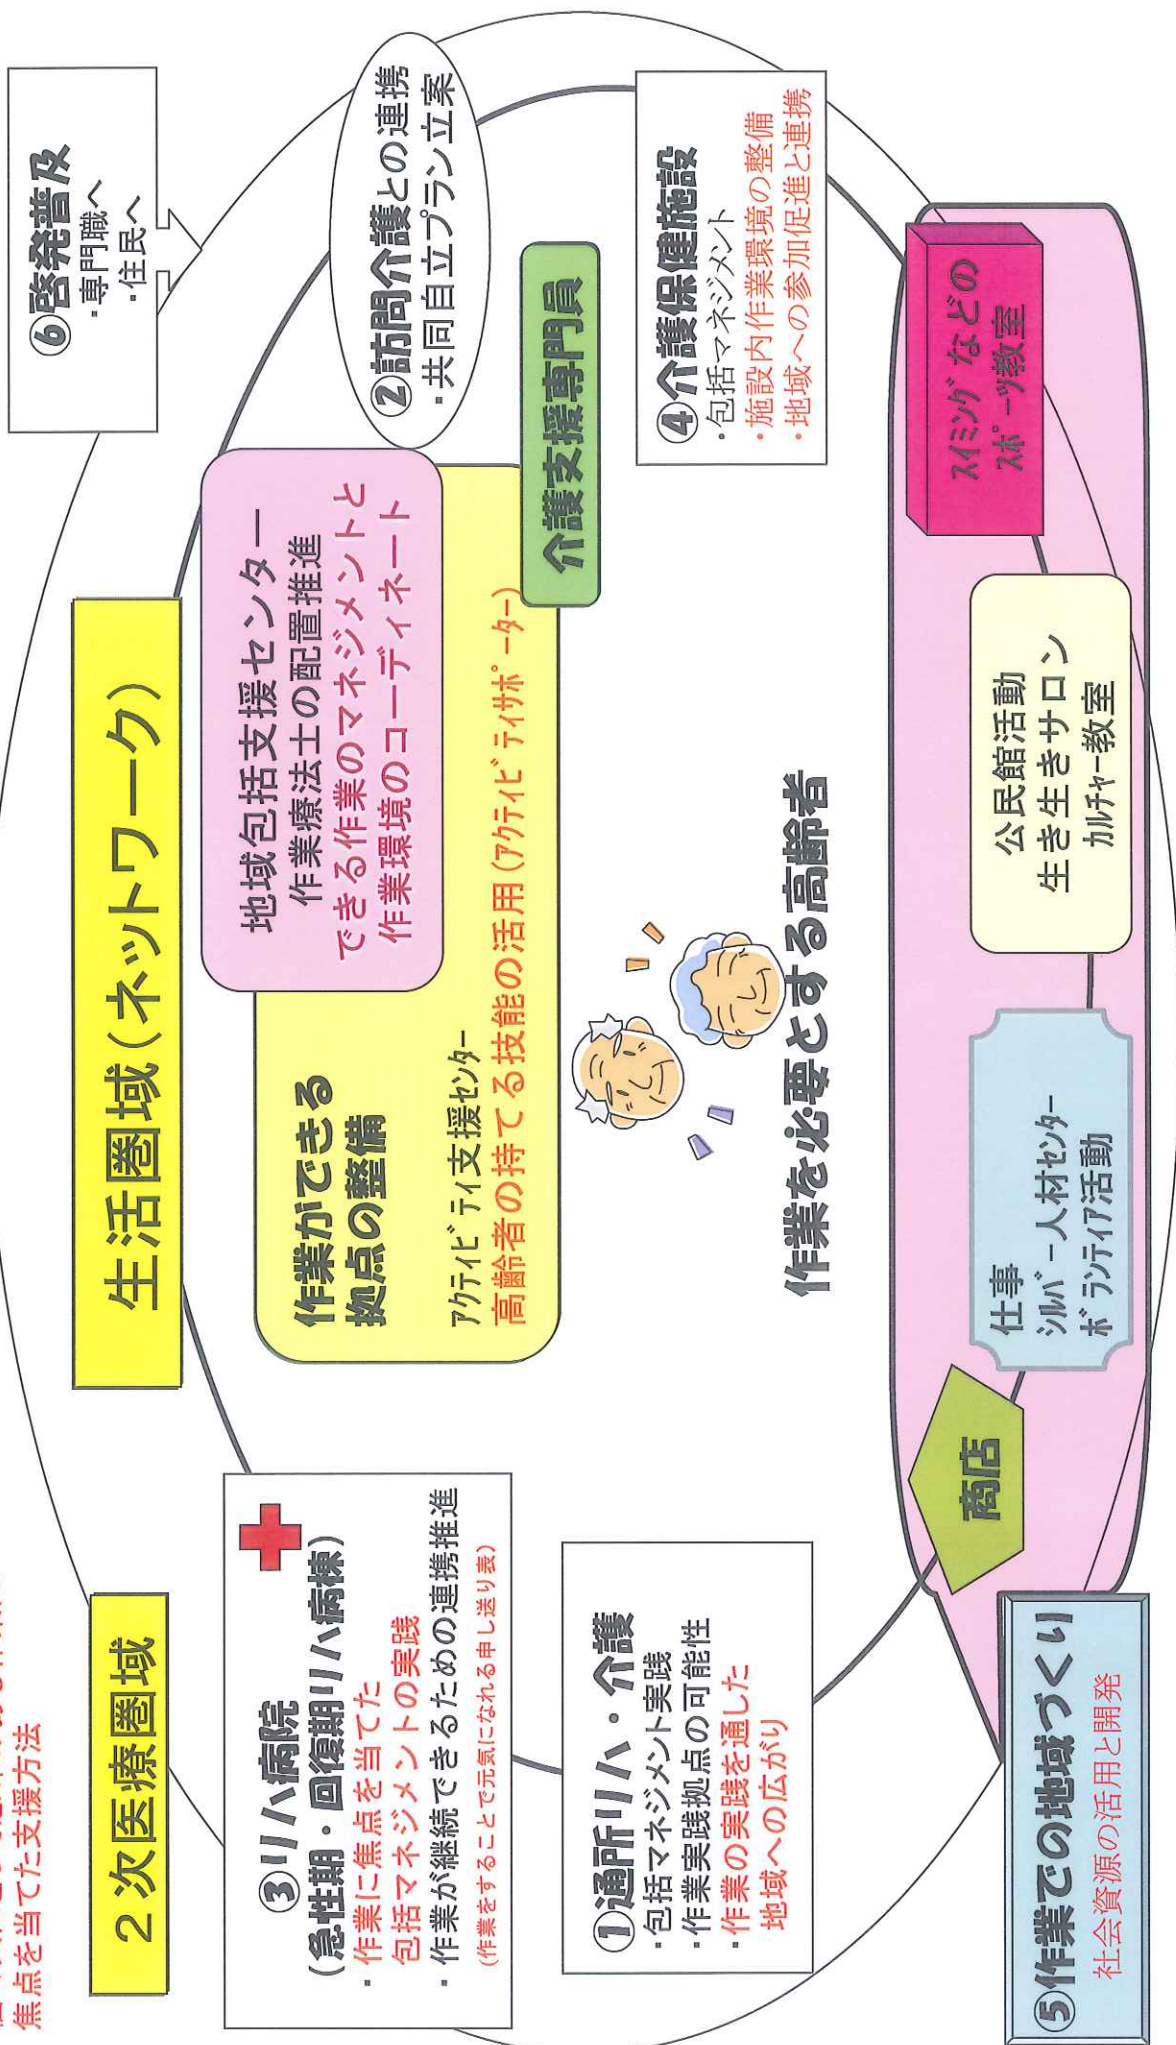 焦点を当てた支援方法
2次医療圏域
生活圏域(ネットワーク)
⑥啓発普及
・専門職へ
・住民へ
③リハ病院
(急性期・回復期リハ病棟)
・作業に焦点を当てた
包括マネジメントの実践
・作業が継続できるための連携推進
(作業をすることで元気になれる申し送り表)
地域包括支援センター
作業療法士の配置推進
できる作業のマネジメントと
作業環境のコーディネート
作業ができる
拠点の整備
アクティビティ支援センター
高齢者の持てる技能の活用(アクティビティサポーター)
②訪問介護との連携
・共同自立プラン立案
介護支援専門員
①通所リハ・介護
・包括マネジメント実践
・作業実践拠点の可能性
・作業の実践を通した
地域への広がり
作業を必要とする高齢者
④介護保健施設
・包括マネジメント
・施設内作業環境の整備
・地域への参加促進と連携
⑤作業での地域づくり
社会資源の活用と開発
商店
仕事
シルバー人材センター
ボランティア活動
公民館活動
生き生きサロン
カルチャー教室
スイミングなどの
スポーツ教室